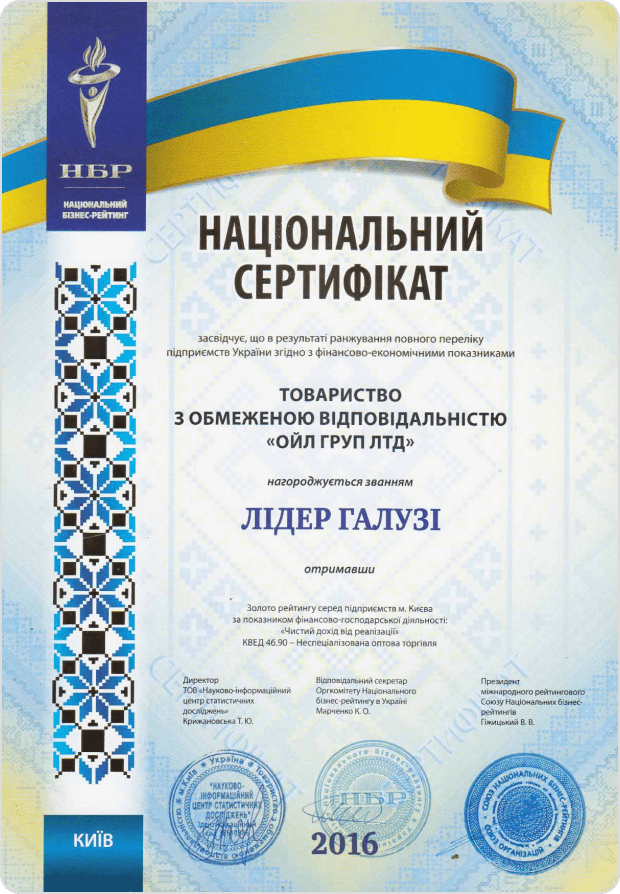 НБР
НАЦІОНАЛЬНИЙ
БІЗНЕС-РЕЙТИНГ
НАЦІОНАЛЬНИЙ
СЕРТИФІКАТ
засвідчує, що в результаті ранжування повного переліку
підприємств України згідно з фінансово-економічними показниками
ТОВАРИСТВО
З ОБМЕЖЕНОЮ ВІДПОВІДАЛЬНІСТЮ
«ОЙЛ ГРУП ЛТД»
нагороджується званням
ЛІДЕР ГАЛУЗІ
отримавши
Золото рейтингу серед підприємств м. Києва
за показником фінансово-господарської діяльності:
«Чистий дохід від реалізації»
КВЕД 46.90 – Неспеціалізована оптова торгівля
Директор
ТОВ «Науково-інформаційний
центр статистичних
досліджень»
Крижановська Т. Ю.
Відповідальний секретар
Оргкомітету Національного
бізнес-рейтингу в Україні
Марченко К. О.
Президент
міжнародного рейтингового
Союзу Національних бізнес-
рейтингів
Гіжицький В. В.
Україна
м.Київ
"НАУКОВО-
ІНФОРМАЦІЙНИЙ
ЦЕНТР СТАТИСТИЧНИХ
ДОСЛІДЖЕНЬ"
НБР
СОЮЗ НАЦІОНАЛЬНИХ БІЗНЕС-РЕЙТИНГІВ
СОЮЗ ОРГАНІЗАЦІЙ
2016
КИЇВ